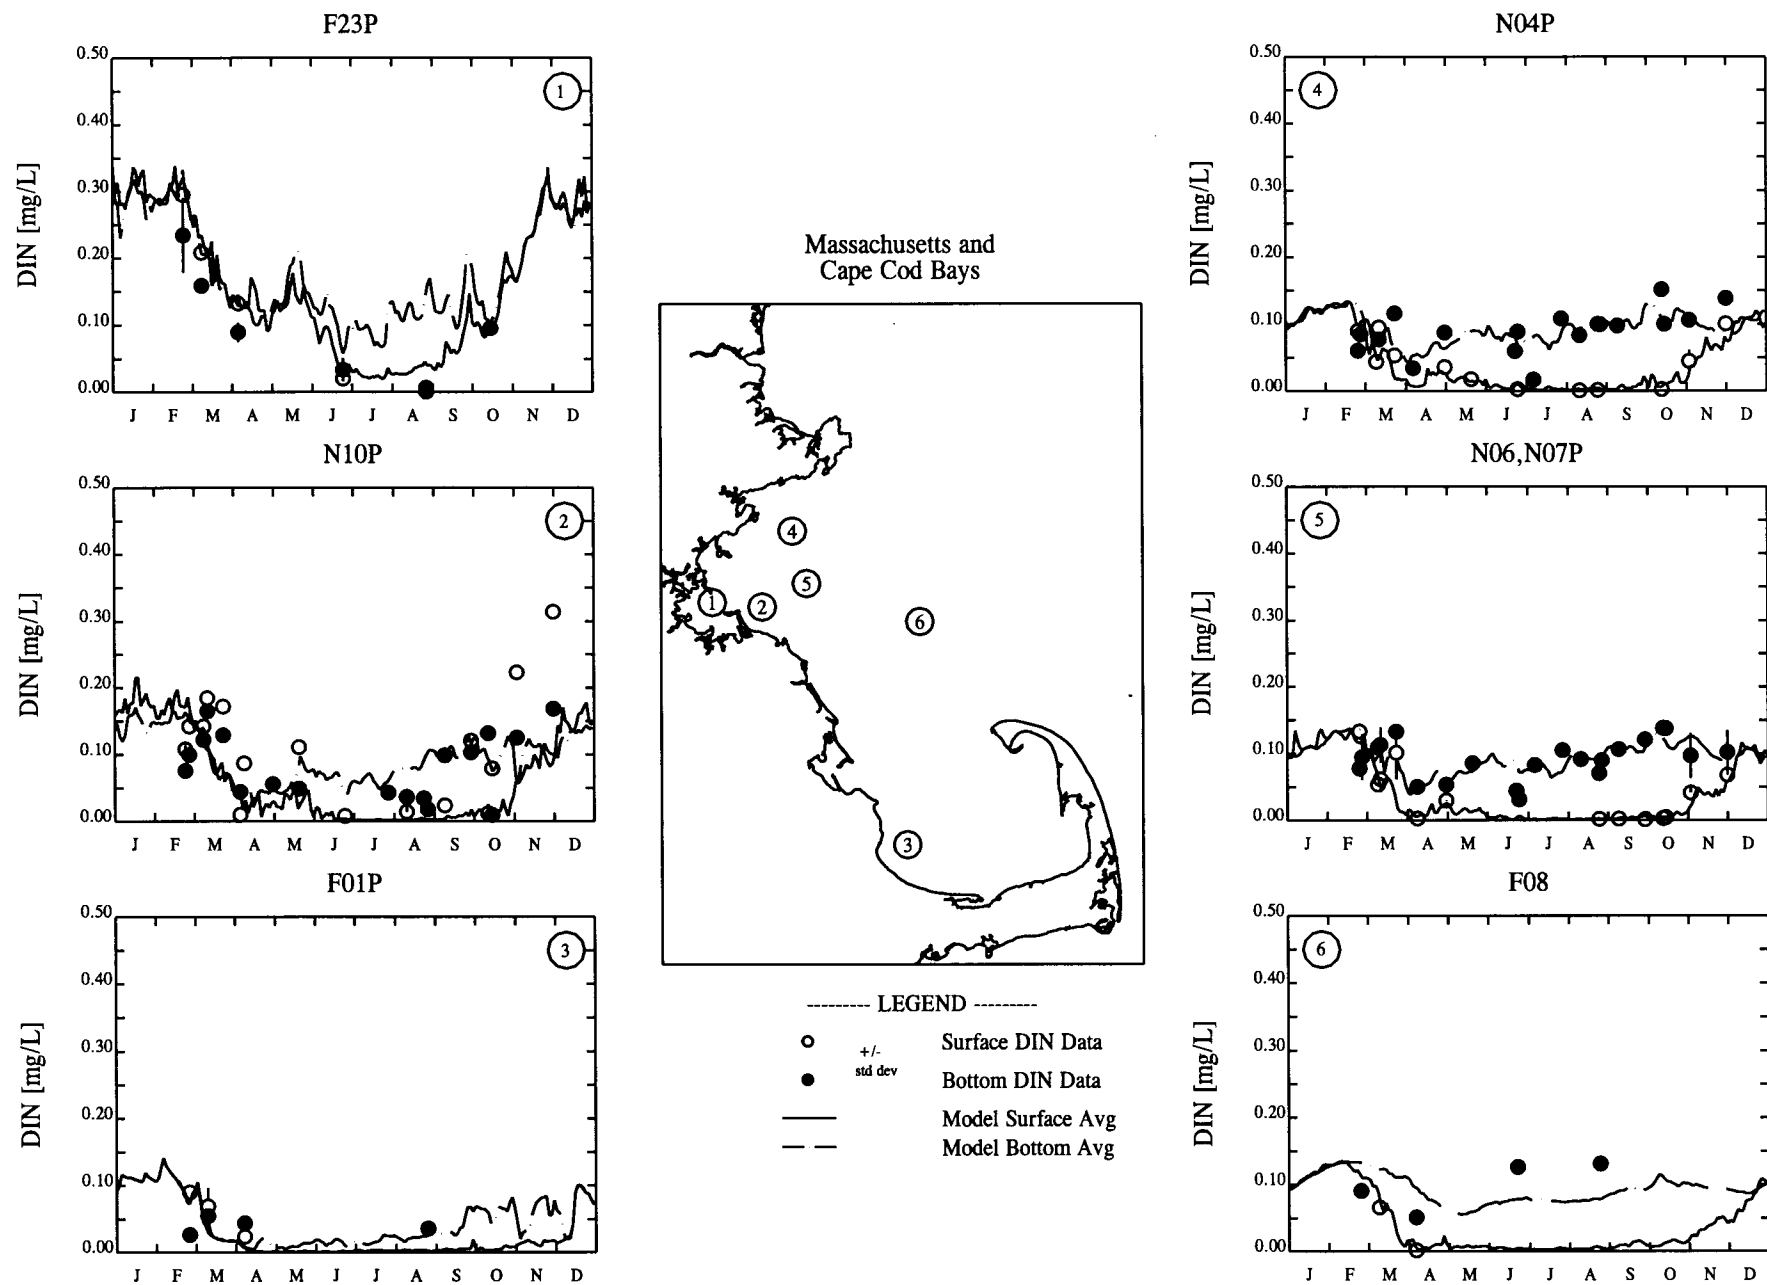 F23P
DIN [mg/L]
0.50
0.40
0.30
0.20
0.10
0.00
J F M A M J J A S O N D
1
N10P
DIN [mg/L]
0.50
0.40
0.30
0.20
0.10
0.00
J F M A M J J A S O N D
2
F01P
DIN [mg/L]
0.50
0.40
0.30
0.20
0.10
0.00
J F M A M J J A S O N D
3
Massachusetts and
Cape Cod Bays
4
5
1
2
6
3
--------- LEGEND ---------
Surface DIN Data
+/-
std dev
Bottom DIN Data
Model Surface Avg
Model Bottom Avg
N04P
DIN [mg/L]
0.50
0.40
0.30
0.20
0.10
0.00
J F M A M J J A S O N D
4
N06,N07P
DIN [mg/L]
0.50
0.40
0.30
0.20
0.10
0.00
J F M A M J J A S O N D
5
F08
DIN [mg/L]
0.50
0.40
0.30
0.20
0.10
0.00
J F M A M J J A S O N D
6